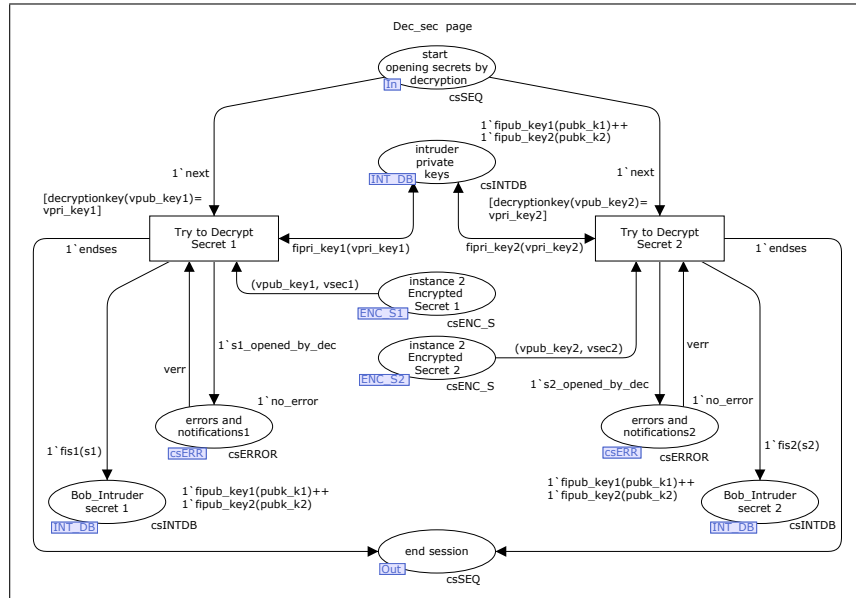 Dec_sec page
start
opening secrets by
decryption
In
csSEQ
1`fipub_key1(pubk_k1)++
1`fipub_key2(pubk_k2)
intruder
private
keys
INT_DB
csINTDB
1`next
1`next
[decryptionkey(vpub_key1)=
vpri_key1]
[decryptionkey(vpub_key2)=
vpri_key2]
Try to Decrypt
Secret 1
Try to Decrypt
Secret 2
1`endses
fipri_key1(vpri_key1)
fipri_key2(vpri_key2)
1`endses
(vpub_key1, vsec1)
instance 2
Encrypted
Secret 1
ENC_S1
csENC_S
instance 2
Encrypted
Secret 2
ENC_S2
csENC_S
(vpub_key2, vsec2)
verr
1`s1_opened_by_dec
1`s2_opened_by_dec
verr
1`no_error
1`no_error
errors and
notifications1
csERR
csERROR
errors and
notifications2
csERR
csERROR
1`fis1(s1)
1`fis2(s2)
Bob_Intruder
secret 1
INT_DB
csINTDB
1`fipub_key1(pubk_k1)++
1`fipub_key2(pubk_k2)
1`fipub_key1(pubk_k1)++
1`fipub_key2(pubk_k2)
Bob_Intruder
secret 2
INT_DB
csINTDB
end session
Out
csSEQ